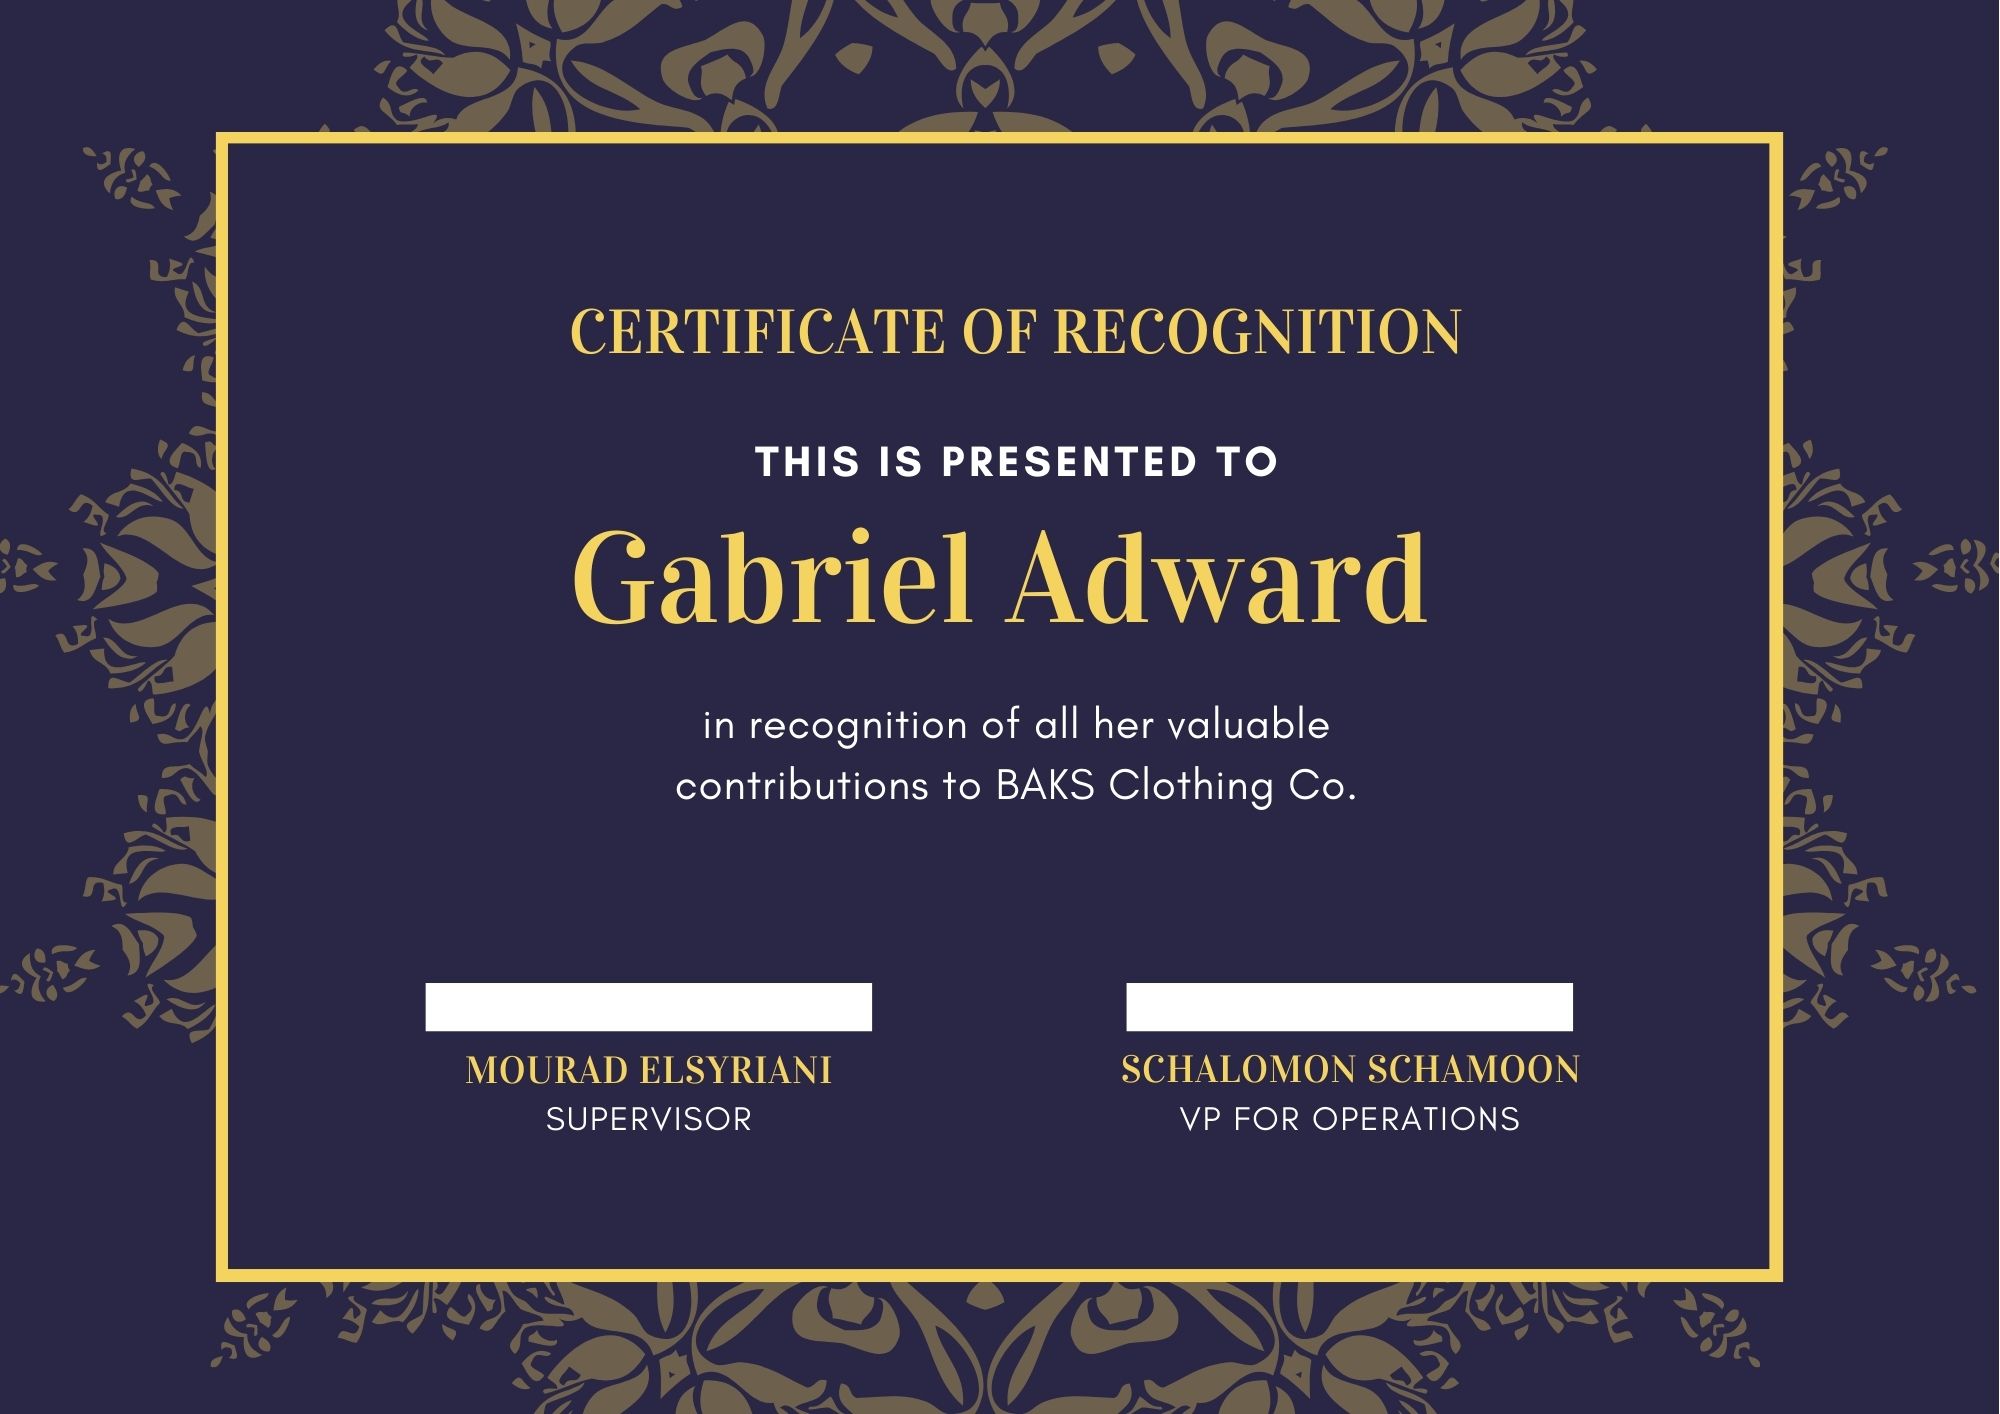 CERTIFICATE OF RECOGNITION
THIS IS PRESENTED TO
Gabriel Adward
in recognition of all her valuable
contributions to BAKS Clothing Co.
MOURAD ELSYRIANI
SUPERVISOR
SCHALOMON SCHAMOON
VP FOR OPERATIONS